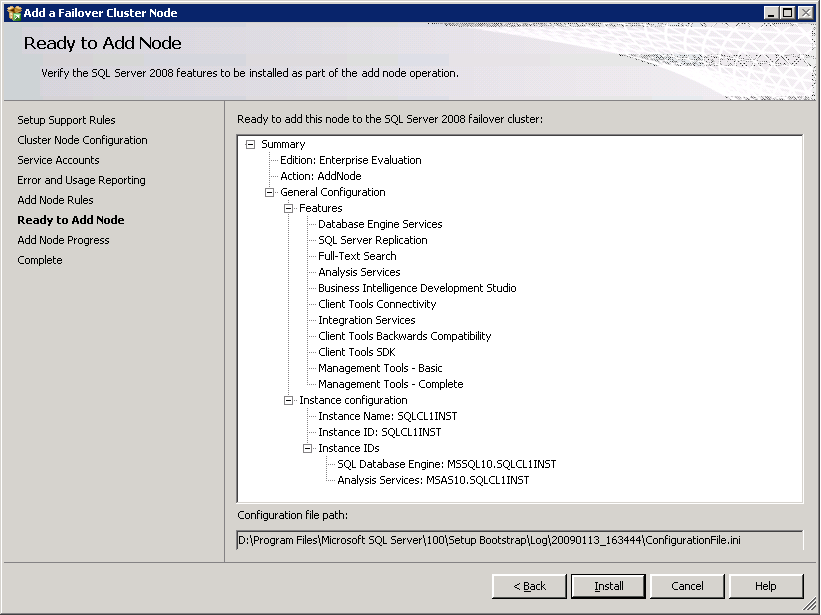 Add a Failover Cluster Node
Ready to Add Node
Verify the SQL Server 2008 features to be installed as part of the add node operation.
Setup Support Rules
Cluster Node Configuration
Service Accounts
Error and Usage Reporting
Add Node Rules
Ready to Add Node
Add Node Progress
Complete
Ready to add this node to the SQL Server 2008 failover cluster:
Summary
Edition: Enterprise Evaluation
Action: AddNode
General Configuration
Features
Database Engine Services
SQL Server Replication
Full-Text Search
Analysis Services
Business Intelligence Development Studio
Client Tools Connectivity
Integration Services
Client Tools Backwards Compatibility
Client Tools SDK
Management Tools - Basic
Management Tools - Complete
Instance configuration
Instance Name: SQLCL1INST
Instance ID: SQLCL1INST
Instance IDs
SQL Database Engine: MSSQL10.SQLCL1INST
Analysis Services: MSAS10.SQLCL1INST
Configuration file path:
D:\Program Files\Microsoft SQL Server\100\Setup Bootstrap\Log\20090113_163444\ConfigurationFile.ini
< Back
Install
Cancel
Help